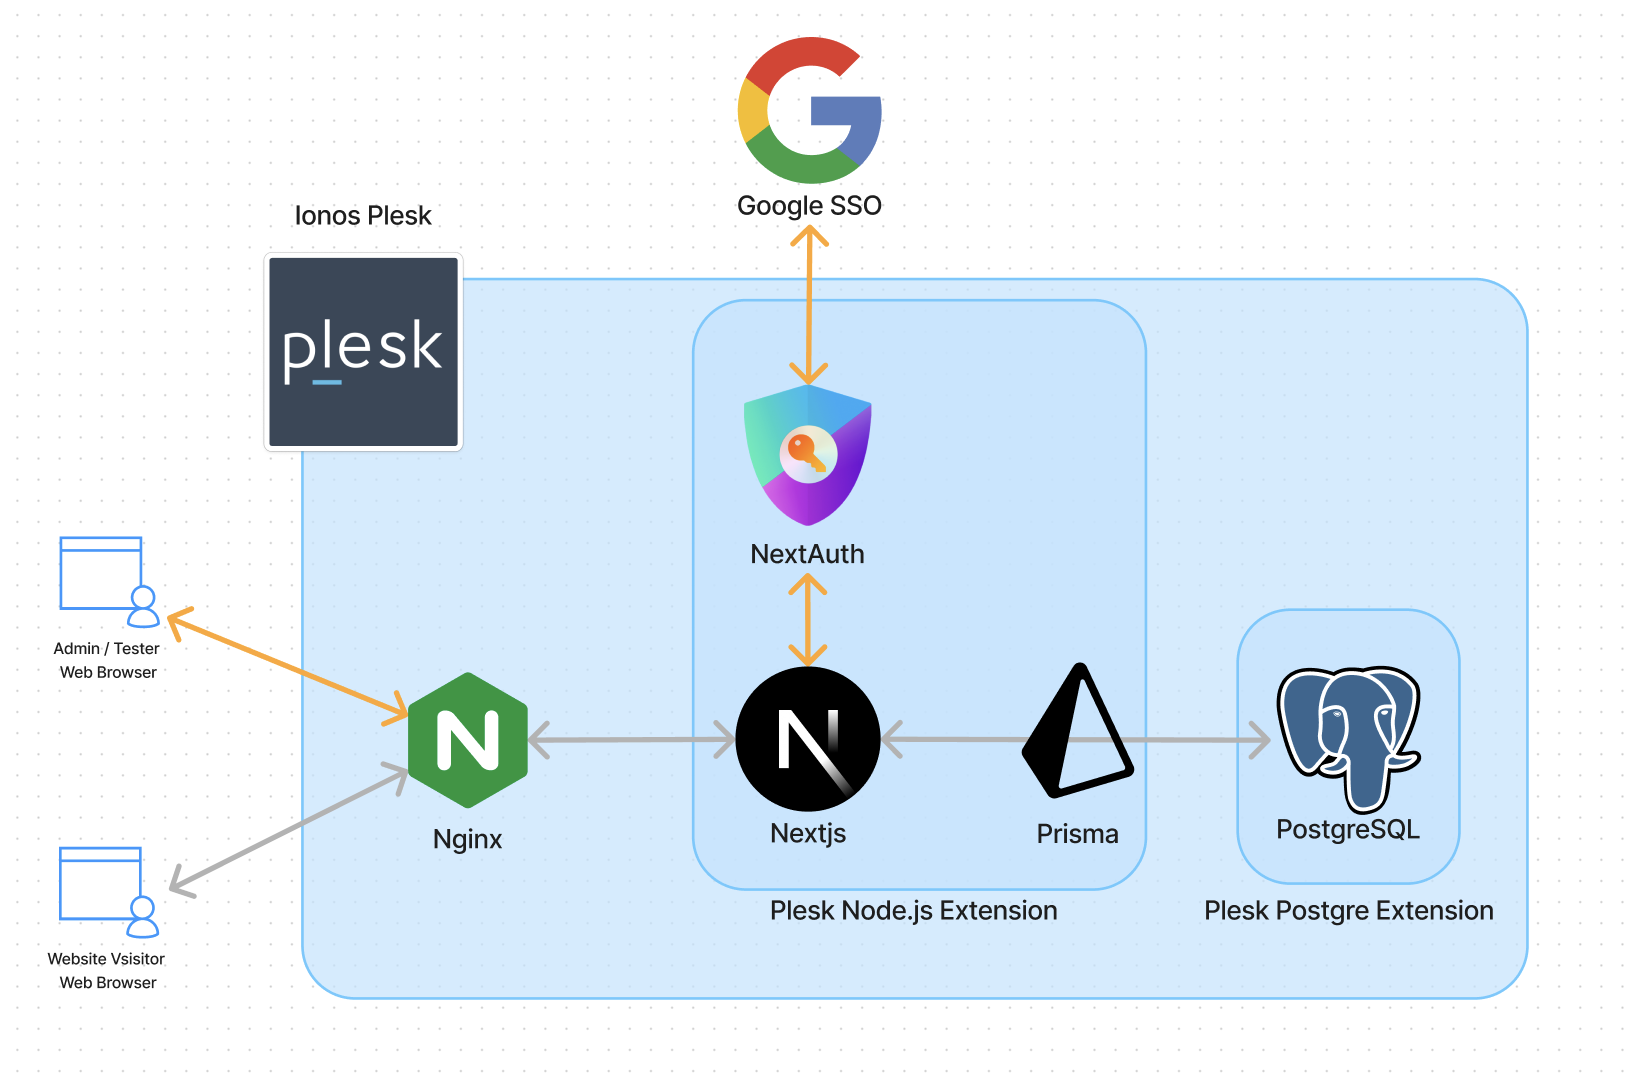 Google SSO
Ionos Plesk
plesk
NextAuth
Admin / Tester
Web Browser
Nginx
Nextjs
Prisma
PostgreSQL
Plesk Node.js Extension
Plesk Postgre Extension
Website Vsisitor
Web Browser